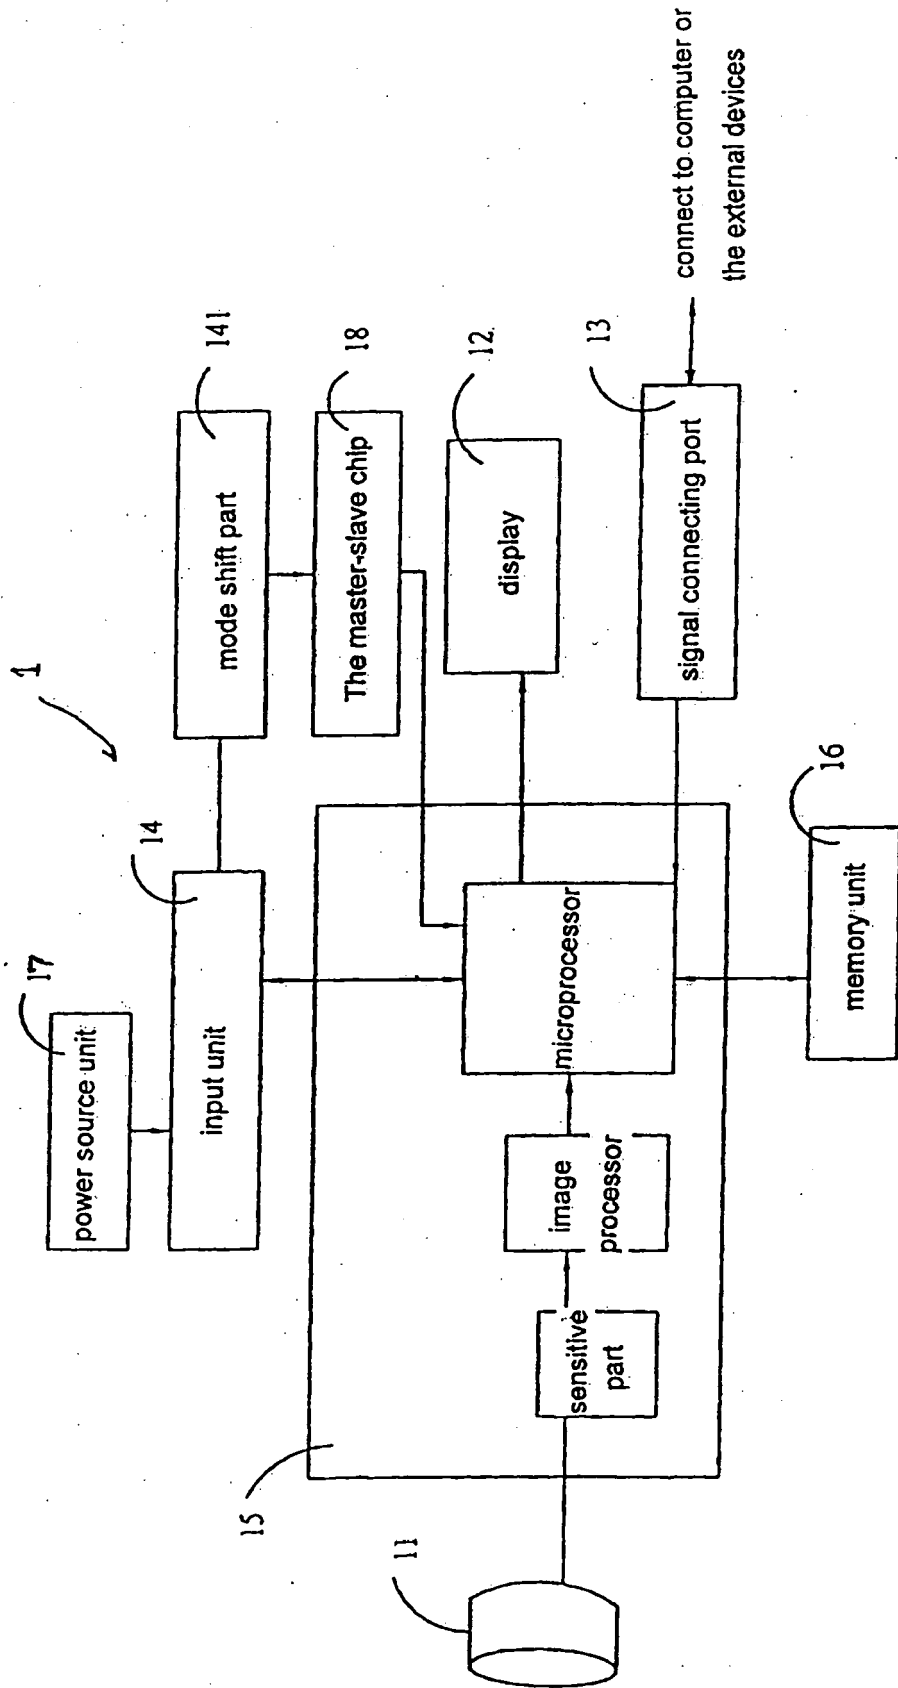 1
17
power source unit
14
input unit
141
mode shift part
18
The master-slave chip
12
display
13
signal connecting port
connect to computer or
the external devices
15
microprocessor
image
processor
sensitive
part
11
16
memory unit